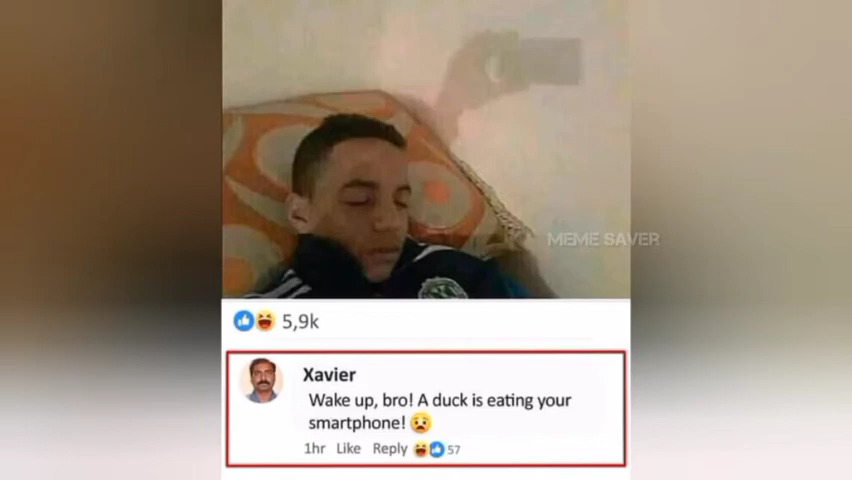 MEME SAVER
5,9k
Xavier
Wake up, bro! A duck is eating your
smartphone! 😧
1hr Like Reply 57